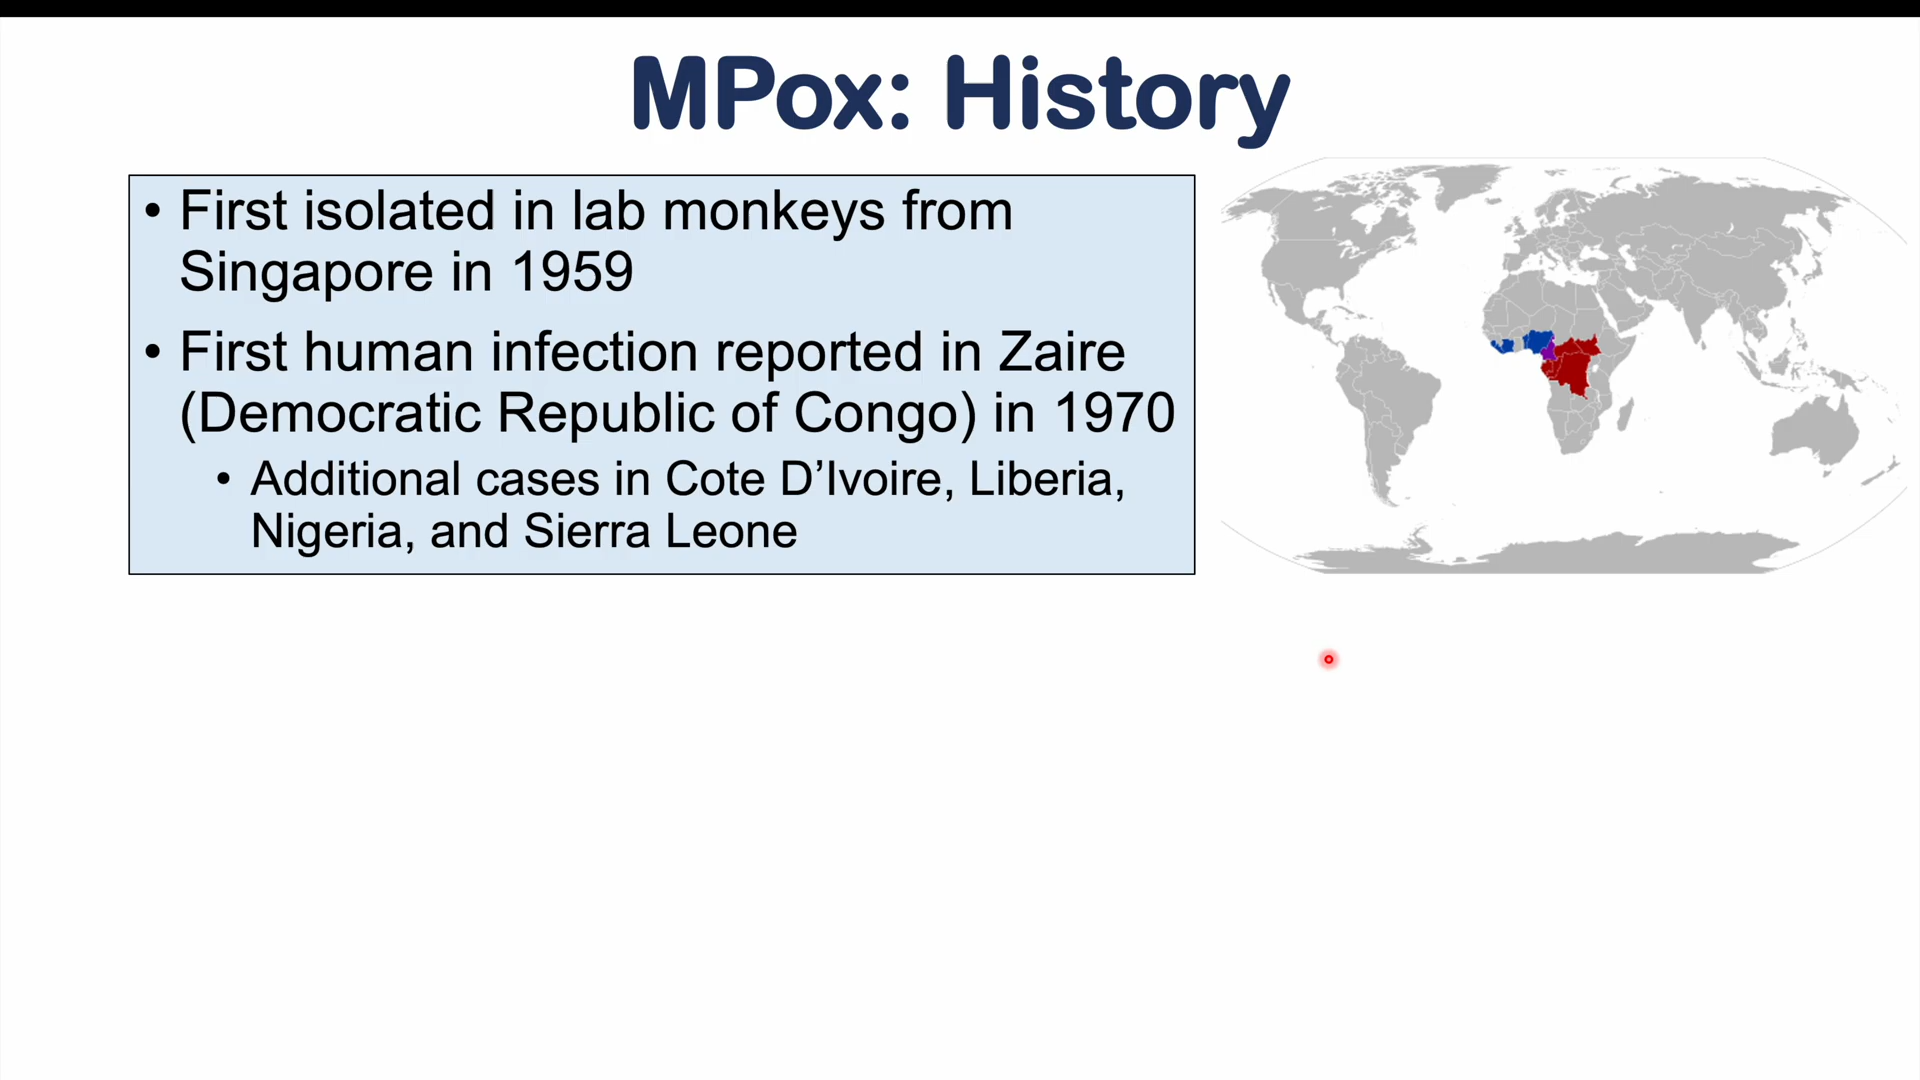 MPox: History
• First isolated in lab monkeys from
Singapore in 1959
• First human infection reported in Zaire
(Democratic Republic of Congo) in 1970
• Additional cases in Cote D’Ivoire, Liberia,
Nigeria, and Sierra Leone